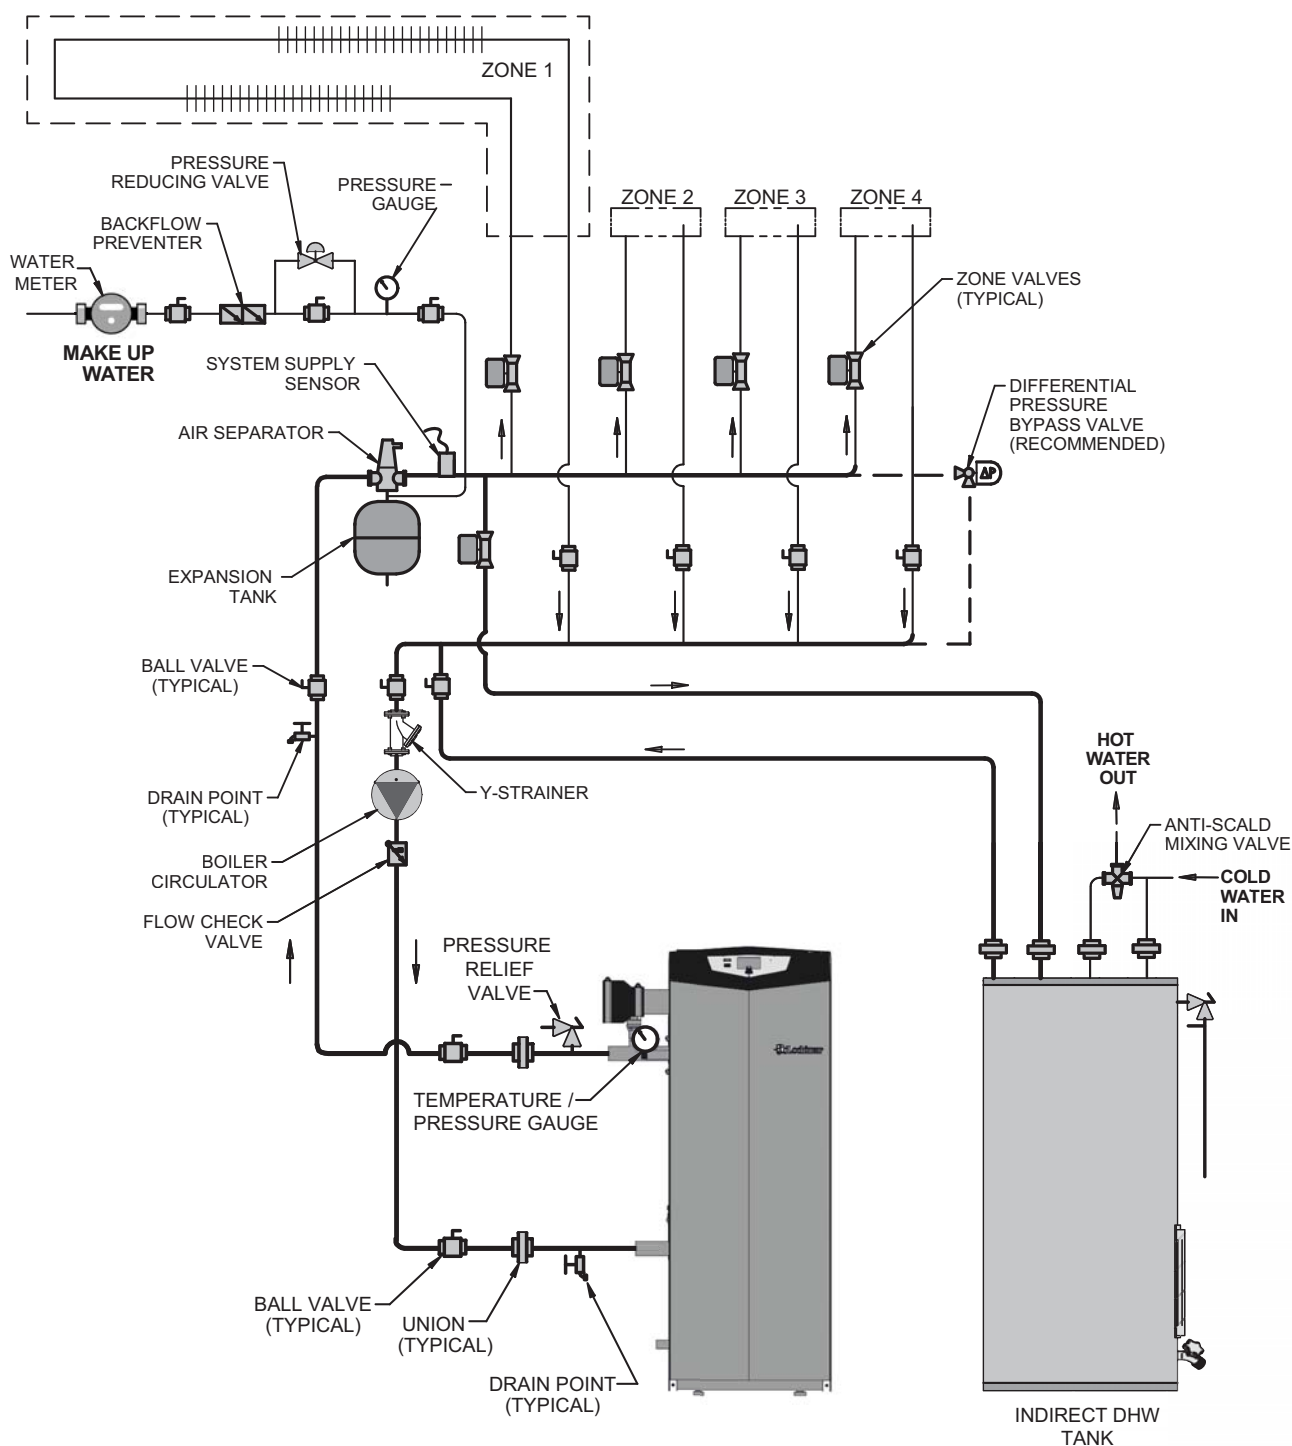 ZONE 1
PRESSURE
REDUCING VALVE
PRESSURE
GAUGE
ZONE 2
ZONE 3
ZONE 4
BACKFLOW
PREVENTER
WATER
METER
ZONE VALVES
(TYPICAL)
MAKE UP
WATER
SYSTEM SUPPLY
SENSOR
DIFFERENTIAL
PRESSURE
BYPASS VALVE
(RECOMMENDED)
AIR SEPARATOR
ΔP
EXPANSION
TANK
BALL VALVE
(TYPICAL)
HOT
WATER
OUT
Y-STRAINER
DRAIN POINT
(TYPICAL)
ANTI-SCALD
MIXING VALVE
BOILER
CIRCULATOR
COLD
WATER
IN
FLOW CHECK
VALVE
PRESSURE
RELIEF
VALVE
Lochinvar
TEMPERATURE /
PRESSURE GAUGE
BALL VALVE
(TYPICAL)
UNION
(TYPICAL)
DRAIN POINT
(TYPICAL)
INDIRECT DHW
TANK